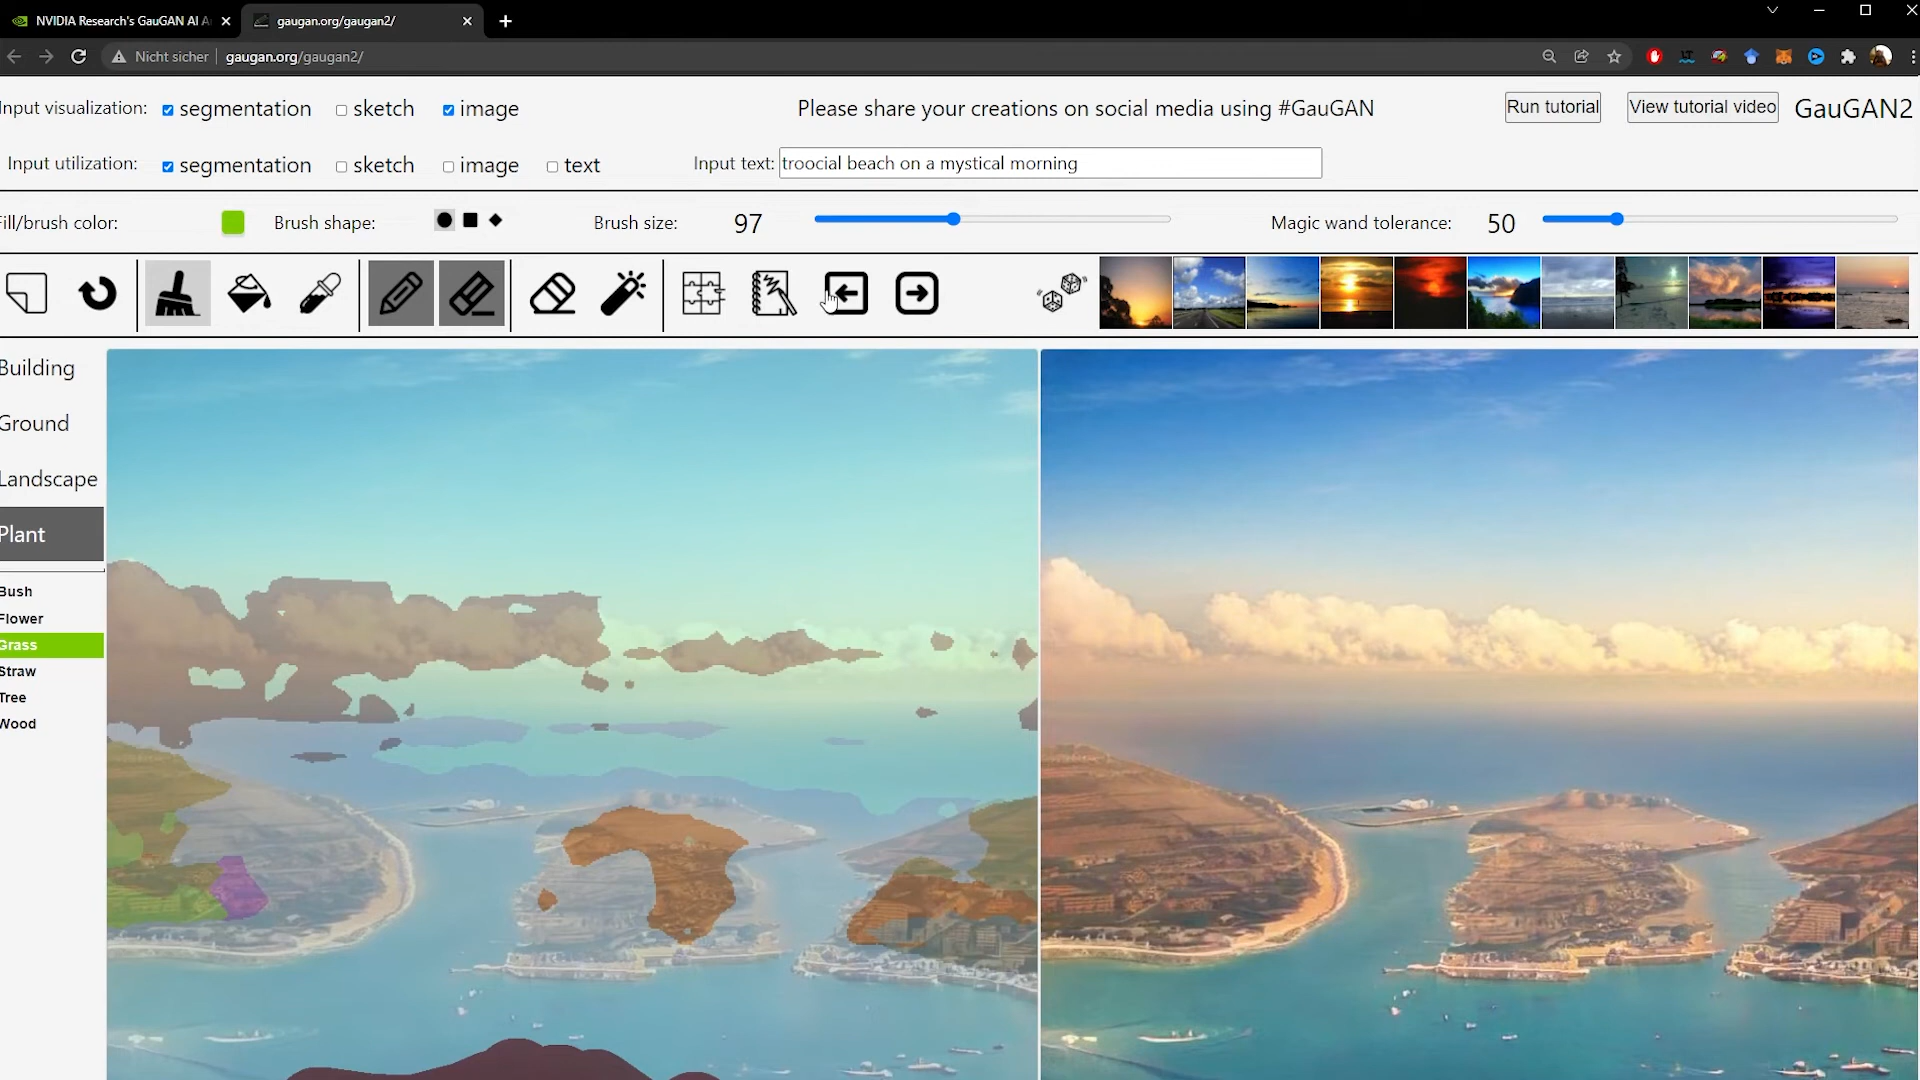 NVIDIA Research's GauGAN AI A
gaugan.org/gaugan2/
Nicht sicher
gaugan.org/gaugan2/
nput visualization: segmentation sketch image
Please share your creations on social media using #GauGAN
Run tutorial
View tutorial video
GauGAN2
Input utilization: segmentation sketch image text
Input text: troocial beach on a mystical morning
Fill/brush color:
Brush shape:
Brush size: 97
Magic wand tolerance: 50
Building
Ground
Landscape
Plant
Bush
Flower
Grass
Straw
Tree
Wood